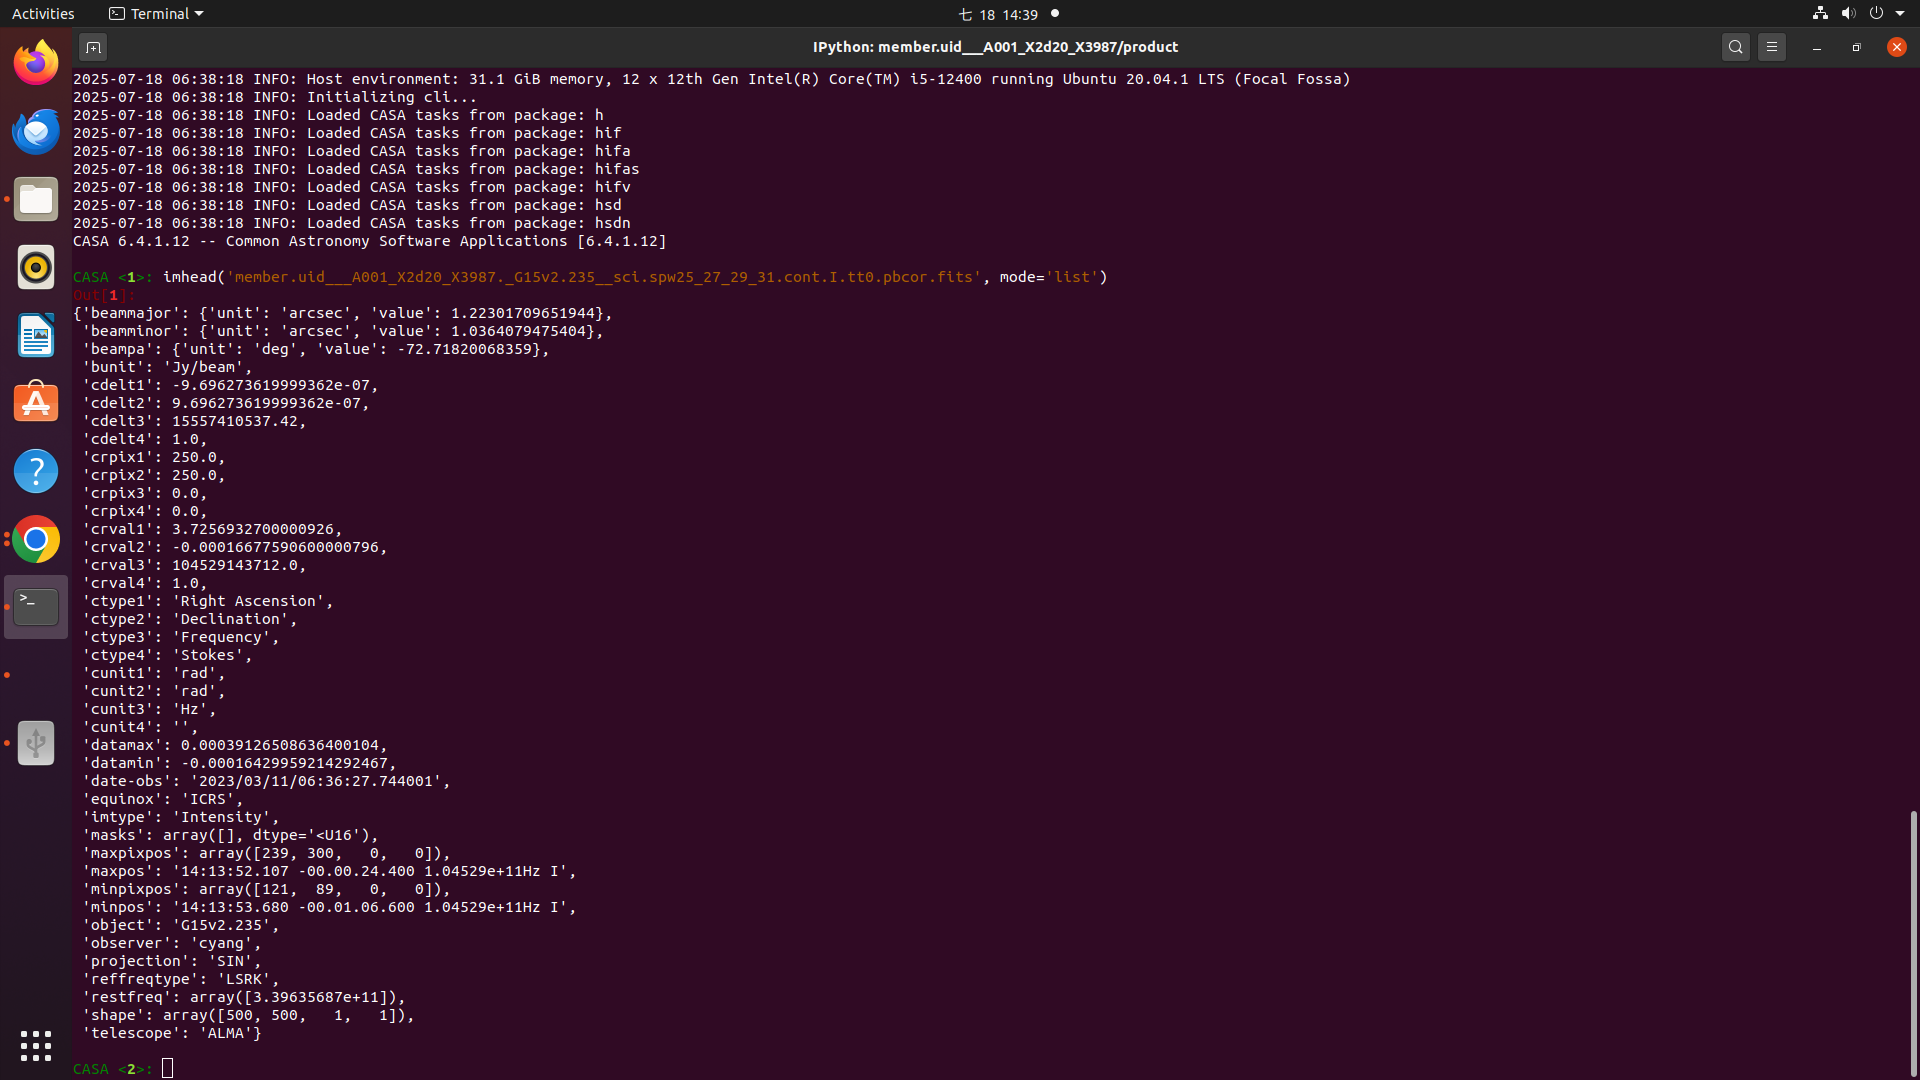 Activities
Terminal
七 18 14:39
IPython: member.uid___A001_X2d20_X3987/product
2025-07-18 06:38:18 INFO: Host environment: 31.1 GiB memory, 12 x 12th Gen Intel(R) Core(TM) i5-12400 running Ubuntu 20.04.1 LTS (Focal Fossa)
2025-07-18 06:38:18 INFO: Initializing cli...
2025-07-18 06:38:18 INFO: Loaded CASA tasks from package: h
2025-07-18 06:38:18 INFO: Loaded CASA tasks from package: hif
2025-07-18 06:38:18 INFO: Loaded CASA tasks from package: hifa
2025-07-18 06:38:18 INFO: Loaded CASA tasks from package: hifas
2025-07-18 06:38:18 INFO: Loaded CASA tasks from package: hifv
2025-07-18 06:38:18 INFO: Loaded CASA tasks from package: hsd
2025-07-18 06:38:18 INFO: Loaded CASA tasks from package: hsdn
CASA 6.4.1.12 -- Common Astronomy Software Applications [6.4.1.12]
CASA <1>: imhead('member.uid___A001_X2d20_X3987._G15v2.235__sci.spw25_27_29_31.cont.I.tt0.pbcor.fits', mode='list')
Out[1]:
{'beammajor': {'unit': 'arcsec', 'value': 1.22301709651944},
'beamminor': {'unit': 'arcsec', 'value': 1.0364079475404},
'beampa': {'unit': 'deg', 'value': -72.71820068359},
'bunit': 'Jy/beam',
'cdelt1': -9.696273619999362e-07,
'cdelt2': 9.696273619999362e-07,
'cdelt3': 15557410537.42,
'cdelt4': 1.0,
'crpix1': 250.0,
'crpix2': 250.0,
'crpix3': 0.0,
'crpix4': 0.0,
'crval1': 3.7256932700000926,
'crval2': -0.00016677590600000796,
'crval3': 104529143712.0,
'crval4': 1.0,
'ctype1': 'Right Ascension',
'ctype2': 'Declination',
'ctype3': 'Frequency',
'ctype4': 'Stokes',
'cunit1': 'rad',
'cunit2': 'rad',
'cunit3': 'Hz',
'cunit4': '',
'datamax': 0.00039126508636400104,
'datamin': -0.00016429959214292467,
'date-obs': '2023/03/11/06:36:27.744001',
'equinox': 'ICRS',
'imtype': 'Intensity',
'masks': array([], dtype='<U16'),
'maxpixpos': array([239, 300,   0,   0]),
'maxpos': '14:13:52.107 -00.00.24.400 1.04529e+11Hz I',
'minpixpos': array([121,  89,   0,   0]),
'minpos': '14:13:53.680 -00.01.06.600 1.04529e+11Hz I',
'object': 'G15v2.235',
'observer': 'cyang',
'projection': 'SIN',
'reffreqtype': 'LSRK',
'restfreq': array([3.39635687e+11]),
'shape': array([500, 500,   1,   1]),
'telescope': 'ALMA'}
CASA <2>: